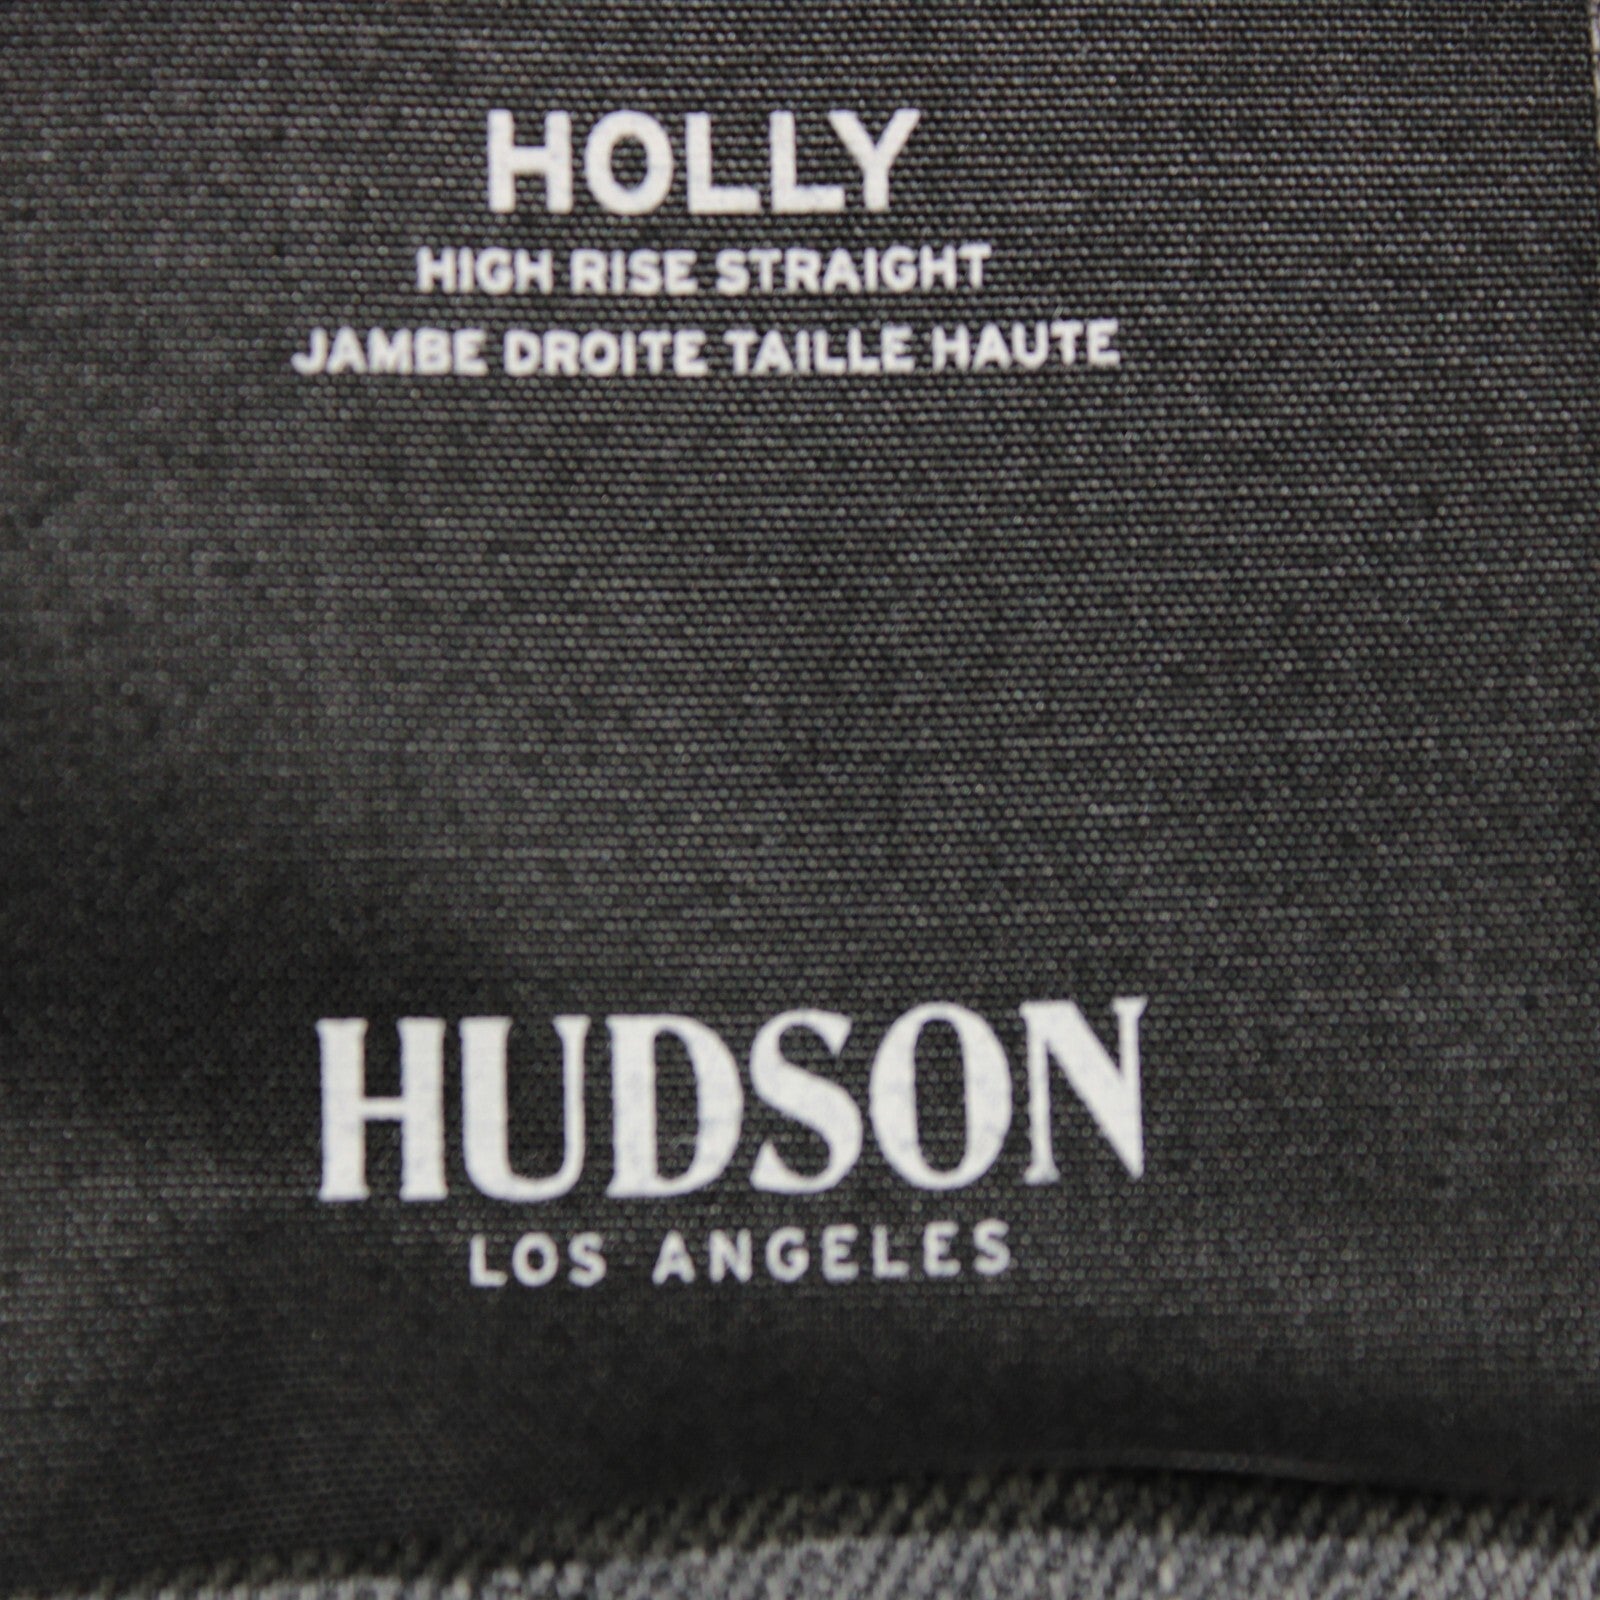 HOLLY
HIGH RISE STRAIGHT
JAMBE DROITE TAILLE HAUTE
HUDSON
LOS ANGELES